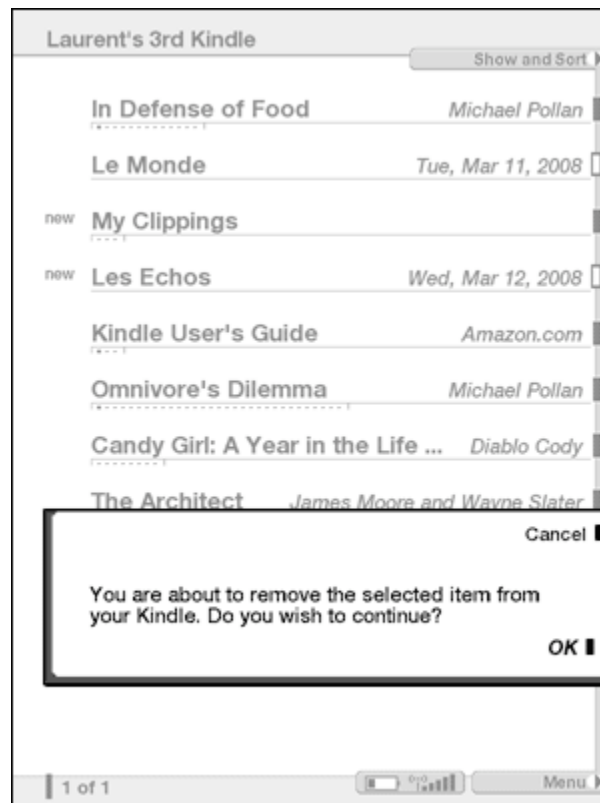 Laurent's 3rd Kindle
Show and Sort
In Defense of Food Michael Pollan
Le Monde Tue, Mar 11, 2008
new My Clippings
new Les Echos Wed, Mar 12, 2008
Kindle User's Guide Amazon.com
Omnivore's Dilemma Michael Pollan
Candy Girl: A Year in the Life ... Diablo Cody
The Architect James Moore and Wayne Slater
Cancel
You are about to remove the selected item from
your Kindle. Do you wish to continue?
OK
1 of 1 Menu